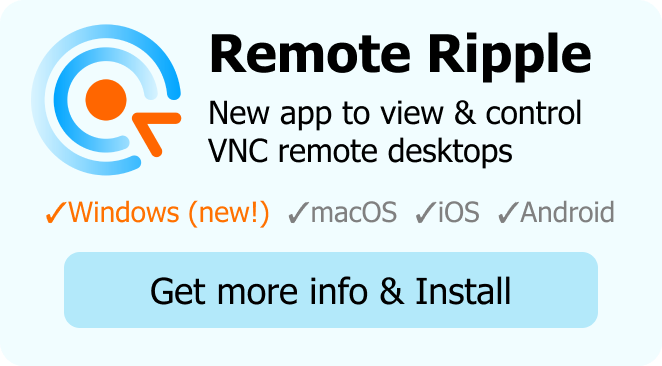 Remote Ripple
New app to view & control
VNC remote desktops
✓Windows (new!) ✓macOS ✓iOS ✓Android
Get more info & Install